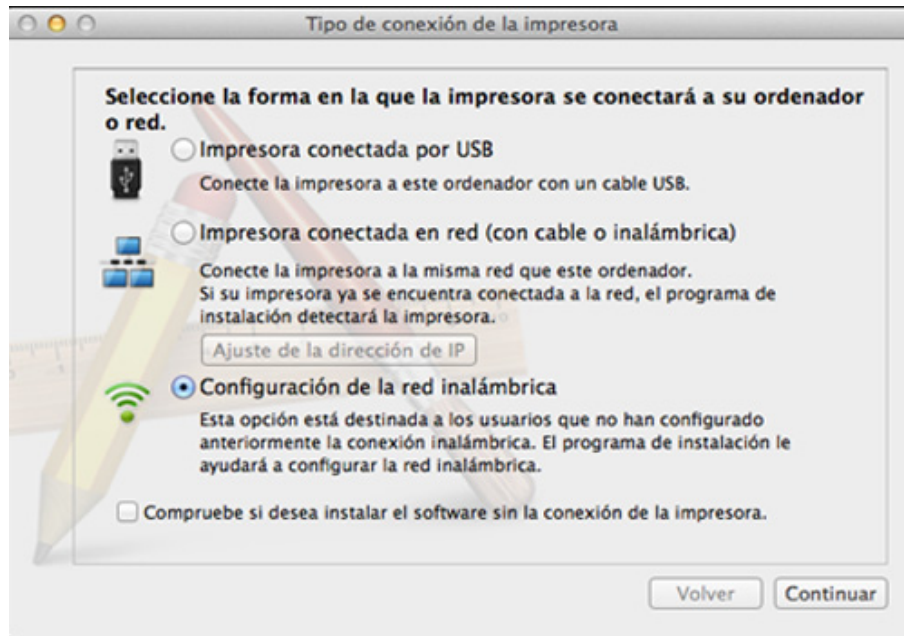 Tipo de conexión de la impresora
Seleccione la forma en la que la impresora se conectará a su ordenador
o red.
Impresora conectada por USB
Conecte la impresora a este ordenador con un cable USB.
Impresora conectada en red (con cable o inalámbrica)
Conecte la impresora a la misma red que este ordenador.
Si su impresora ya se encuentra conectada a la red, el programa de
instalación detectará la impresora.
Ajuste de la dirección de IP
Configuración de la red inalámbrica
Esta opción está destinada a los usuarios que no han configurado
anteriormente la conexión inalámbrica. El programa de instalación le
ayudará a configurar la red inalámbrica.
Compruebe si desea instalar el software sin la conexión de la impresora.
Volver
Continuar